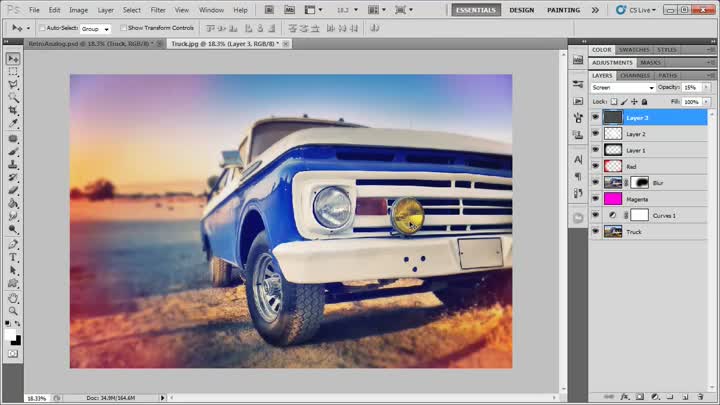 PS File Edit Image Layer Select Filter Analysis View Window Help 18.3 ESSENTIALS DESIGN PAINTING >> CS Live
Auto-Select: Group Show Transform Controls
RetroAnalog.psd @ 18.3% (Truck, RGB/8) * × Truck.jpg @ 18.3% (Layer 3, RGB/8) * ×
COLOR SWATCHES STYLES
ADJUSTMENTS MASKS
LAYERS CHANNELS PATHS
Screen Opacity: 15%
Lock: Fill: 100%
Layer 3
Layer 2
Layer 1
Red
Blur
Magenta
Curves 1
Truck
18.33% Doc: 34.9M/164.6M